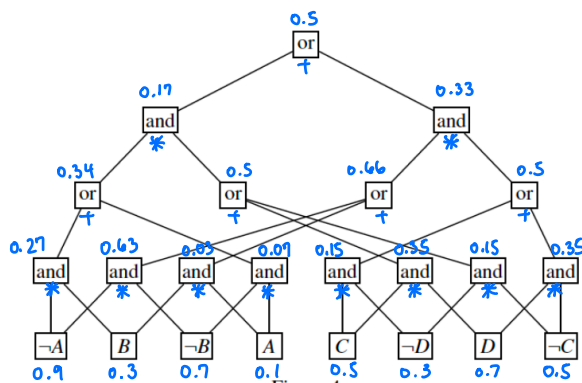 0.5
or
+
0.17 0.33
and and
* *
0.34 0.5 0.66 0.5
or or or or
+ + + +
0.27 0.63 0.03 0.07 0.15 0.35 0.15 0.35
and and and and and and and and
* * * * * * * *
¬A B ¬B A C ¬D D ¬C
0.9 0.3 0.7 0.1 0.5 0.3 0.7 0.5